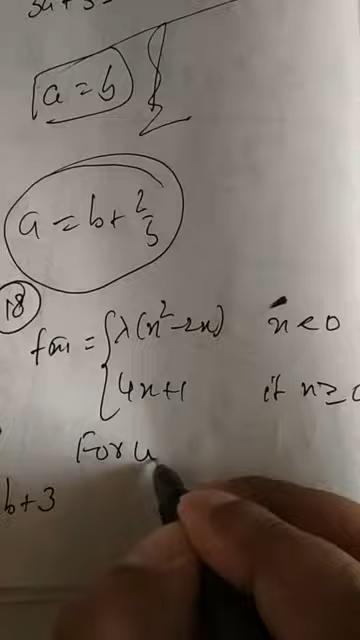 a = b
a = b + 2/3
18
f(x) = { λ(x² - 2x) x < 0
{ 4x+1 if x ≥ 0
For
b + 3